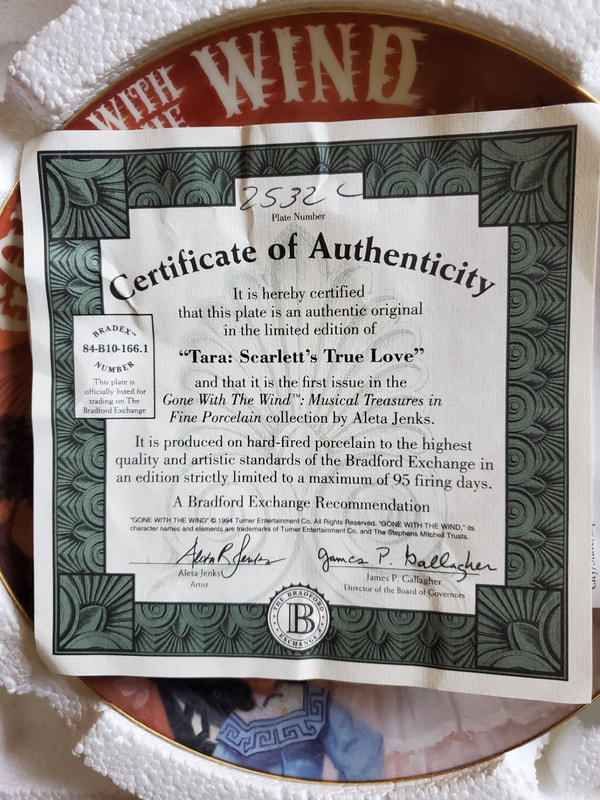 WITH
WIND
2532 C
Plate Number
Certificate of Authenticity
It is hereby certified
that this plate is an authentic original
in the limited edition of
"Tara: Scarlett's True Love"
and that it is the first issue in the
Gone With The Wind™: Musical Treasures in
Fine Porcelain collection by Aleta Jenks.
It is produced on hard-fired porcelain to the highest
quality and artistic standards of the Bradford Exchange in
an edition strictly limited to a maximum of 95 firing days.
A Bradford Exchange Recommendation
"GONE WITH THE WIND" © 1994 Turner Entertainment Co. All Rights Reserved. "GONE WITH THE WIND," its
character names and elements are trademarks of Turner Entertainment Co. and The Stephens Mitchell Trusts.
BRADEX™
84-B10-166.1
NUMBER
This plate is
officially listed for
trading on The
Bradford Exchange
Aleta R Jenks
Aleta Jenks
Artist
James P. Gallagher
James P. Gallagher
Director of the Board of Governors
THE BRADFORD
B
EXCHANGE